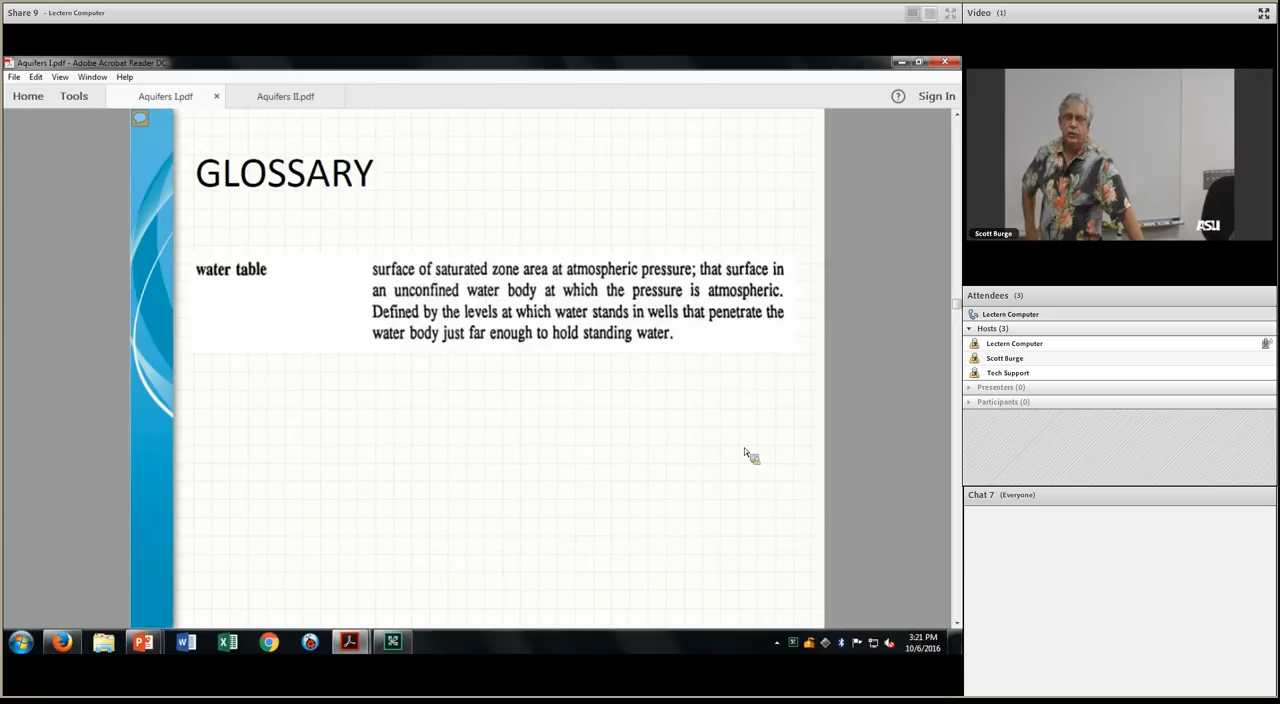 Share 9 - Lectern Computer
Video (1)
Aquifers I.pdf - Adobe Acrobat Reader DC
File Edit View Window Help
Home Tools Aquifers I.pdf × Aquifers II.pdf ? Sign In
GLOSSARY
water table
surface of saturated zone area at atmospheric pressure; that surface in
an unconfined water body at which the pressure is atmospheric.
Defined by the levels at which water stands in wells that penetrate the
water body just far enough to hold standing water.
Scott Burge
ASU
Attendees (3)
Lectern Computer
Hosts (3)
Lectern Computer
Scott Burge
Tech Support
Presenters (0)
Participants (0)
Chat 7 (Everyone)
3:21 PM
10/6/2016